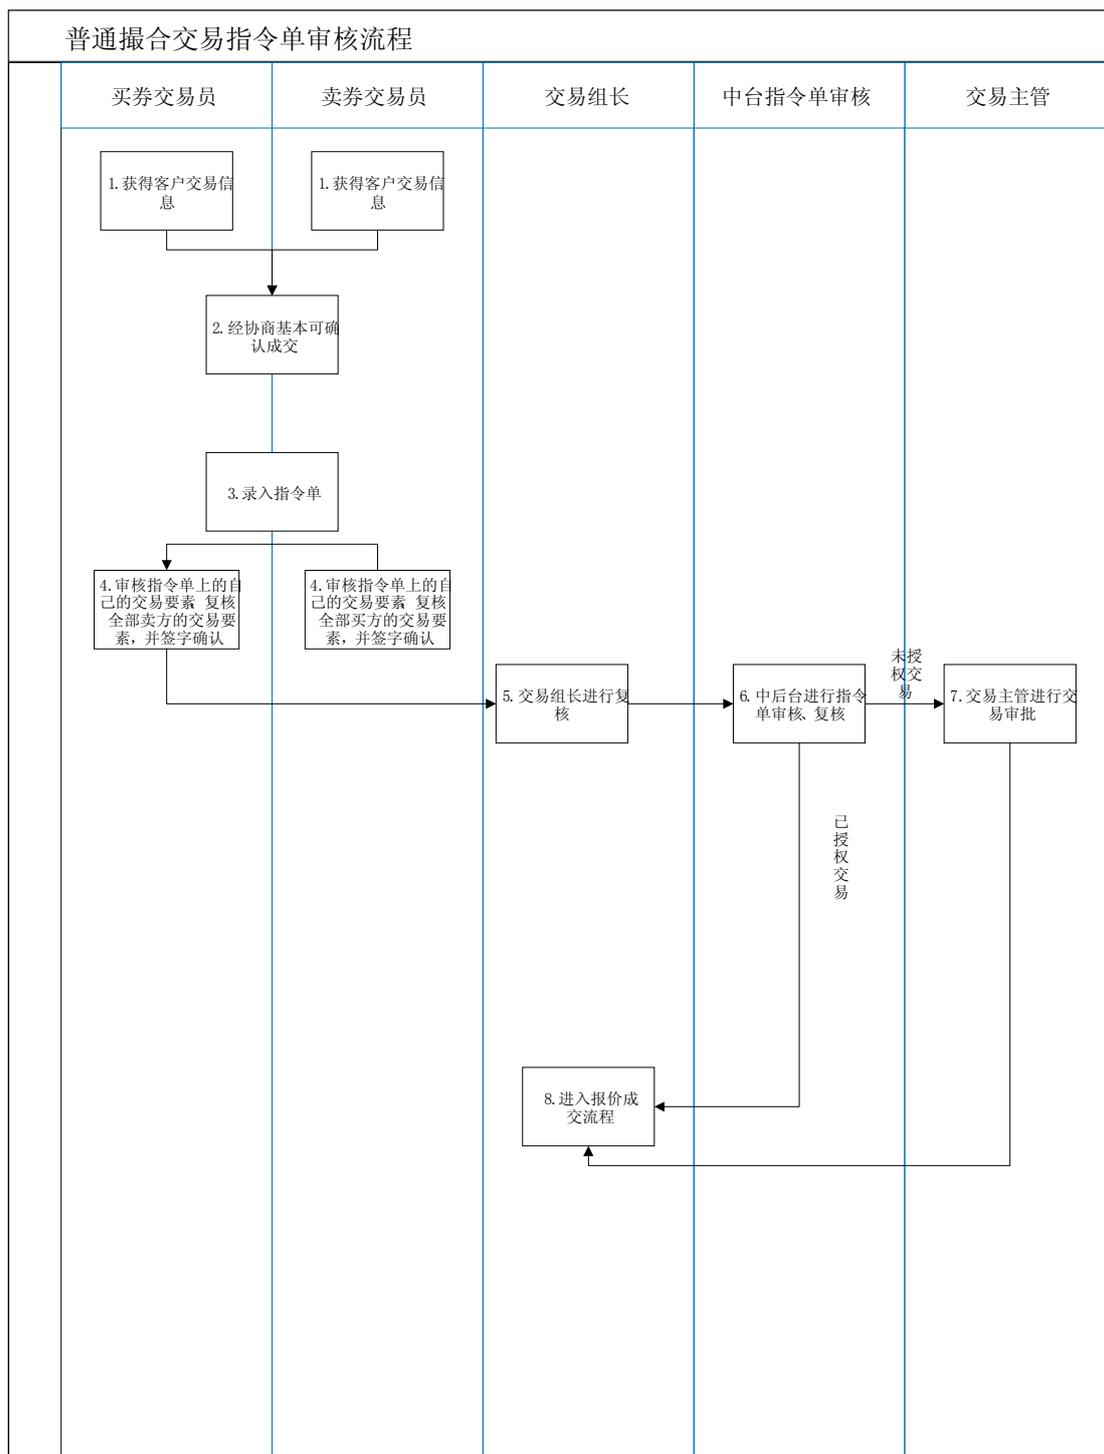 普通撮合交易指令单审核流程
买券交易员
卖券交易员
交易组长
中台指令单审核
交易主管
1.获得客户交易信
息
1.获得客户交易信
息
2.经协商基本可确
认成交
3.录入指令单
4.审核指令单上的自
己的交易要素，复核
全部卖方的交易要
素，并签字确认
4.审核指令单上的自
己的交易要素，复核
全部买方的交易要
素，并签字确认
5.交易组长进行复
核
6.中后台进行指令
单审核、复核
未授
权交
易
7.交易主管进行交
易审批
已
授
权
交
易
8.进入报价成
交流程